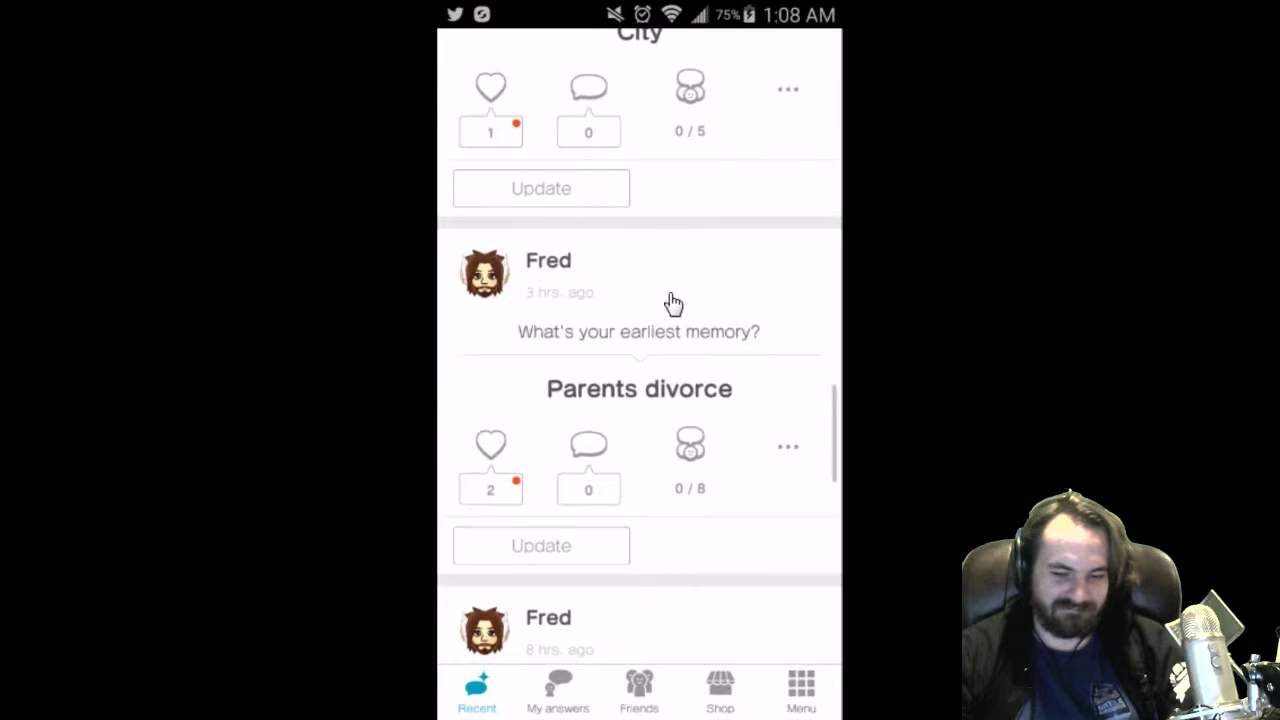 75% 1:08 AM
City
1 0 0 / 5
Update
Fred
3 hrs. ago
What's your earliest memory?
Parents divorce
2 0 0 / 8
Update
Fred
8 hrs. ago
Recent My answers Friends Shop Menu